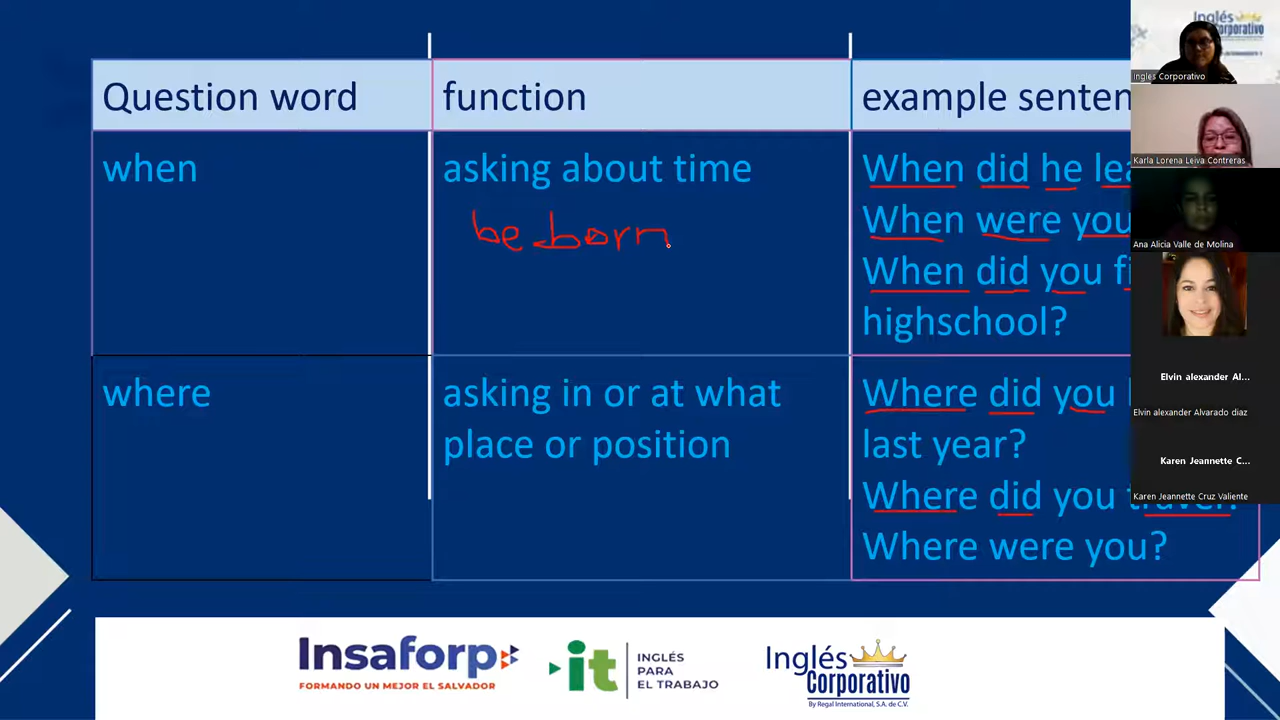 Question word
function
example senten
when
asking about time
be born
When did he lea
When were you
When did you fi
highschool?
where
asking in or at what
place or position
Where did you
last year?
Where did you travel?
Where were you?
Insaforp
FORMANDO UN MEJOR EL SALVADOR
it
INGLÉS
PARA
EL TRABAJO
Inglés
Corporativo
By Regal International, S.A. de C.V.
Inglés
Corporativo
Ingles Corporativo
Karla Lorena Leiva Contreras
Ana Alicia Valle de Molina
Elvin alexander Al...
Elvin alexander Alvarado diaz
Karen Jeannette C...
Karen Jeannette Cruz Valiente